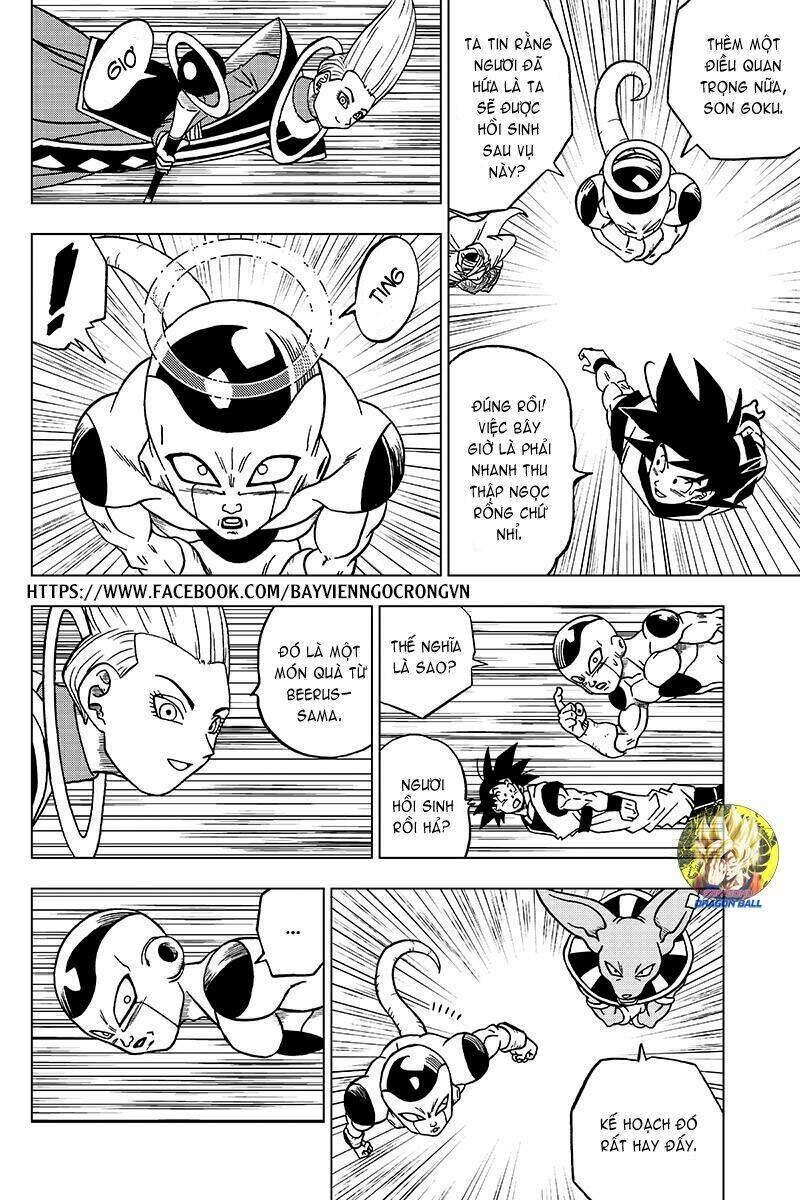 THÊM MỘT
ĐIỀU QUAN
TRỌNG NỮA,
SON GOKU.
TA TIN RẰNG
NGƯƠI ĐÃ
HỨA LÀ TA
SẼ ĐƯỢC
HỒI SINH
SAU VỤ
NÀY?
ĐÚNG RỒI!
VIỆC BÂY
GIỜ LÀ PHẢI
NHANH THU
THẬP NGỌC
RỒNG CHỨ
NHỈ.
GIƠ
TING
!
HTTPS://WWW.FACEBOOK.COM/BAYVIENNGOCRONGVN
THẾ NGHĨA
LÀ SAO?
NGƯƠI
HỒI SINH
RỒI HẢ?
ĐÓ LÀ MỘT
MÓN QUÀ TỪ
BEERUS-
SAMA.
DRAGON BALL
KẾ HOẠCH ĐÓ
RẤT HAY ĐẤY.
...